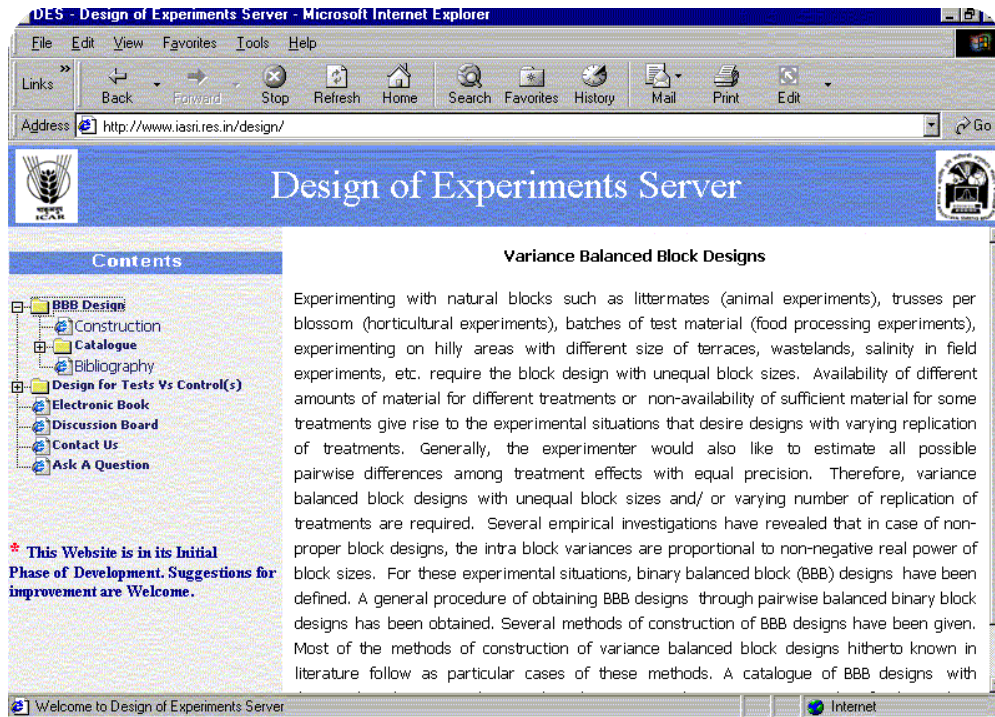 DES - Design of Experiments Server - Microsoft Internet Explorer
File Edit View Favorites Tools Help
Links » Back Forward Stop Refresh Home Search Favorites History Mail Print Edit
Address http://www.iasri.res.in/design/ Go
ICAR
Design of Experiments Server
Contents
BBB Design
Construction
Catalogue
Bibliography
Design for Tests Vs Control(s)
Electronic Book
Discussion Board
Contact Us
Ask A Question
* This Website is in its Initial
Phase of Development. Suggestions for
improvement are Welcome.
Variance Balanced Block Designs
Experimenting with natural blocks such as littermates (animal experiments), trusses per
blossom (horticultural experiments), batches of test material (food processing experiments),
experimenting on hilly areas with different size of terraces, wastelands, salinity in field
experiments, etc. require the block design with unequal block sizes. Availability of different
amounts of material for different treatments or non-availability of sufficient material for some
treatments give rise to the experimental situations that desire designs with varying replication
of treatments. Generally, the experimenter would also like to estimate all possible
pairwise differences among treatment effects with equal precision. Therefore, variance
balanced block designs with unequal block sizes and/ or varying number of replication of
treatments are required. Several empirical investigations have revealed that in case of non-
proper block designs, the intra block variances are proportional to non-negative real power of
block sizes. For these experimental situations, binary balanced block (BBB) designs have been
defined. A general procedure of obtaining BBB designs through pairwise balanced binary block
designs has been obtained. Several methods of construction of BBB designs have been given.
Most of the methods of construction of variance balanced block designs hitherto known in
literature follow as particular cases of these methods. A catalogue of BBB designs with
Welcome to Design of Experiments Server
Internet